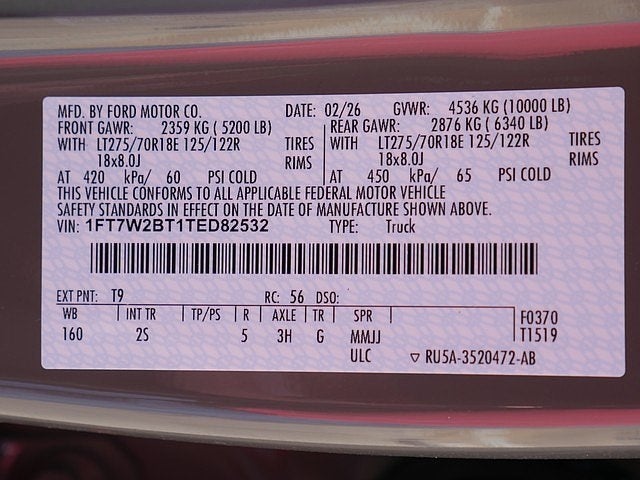 MFD. BY FORD MOTOR CO. DATE: 02/26 GVWR: 4536 KG (10000 LB)
FRONT GAWR: 2359 KG ( 5200 LB) REAR GAWR: 2876 KG ( 6340 LB)
WITH LT275/70R18E 125/122R TIRES WITH LT275/70R18E 125/122R TIRES
18x8.0J RIMS 18x8.0J RIMS
AT 420 kPa/ 60 PSI COLD AT 450 kPa/ 65 PSI COLD
THIS VEHICLE CONFORMS TO ALL APPLICABLE FEDERAL MOTOR VEHICLE
SAFETY STANDARDS IN EFFECT ON THE DATE OF MANUFACTURE SHOWN ABOVE.
VIN: 1FT7W2BT1TED82532 TYPE: Truck
EXT PNT: T9 RC: 56 DSO:
WB INT TR TP/PS R AXLE TR SPR F0370
160 2S 5 3H G MMJJ T1519
ULC RU5A-3520472-AB